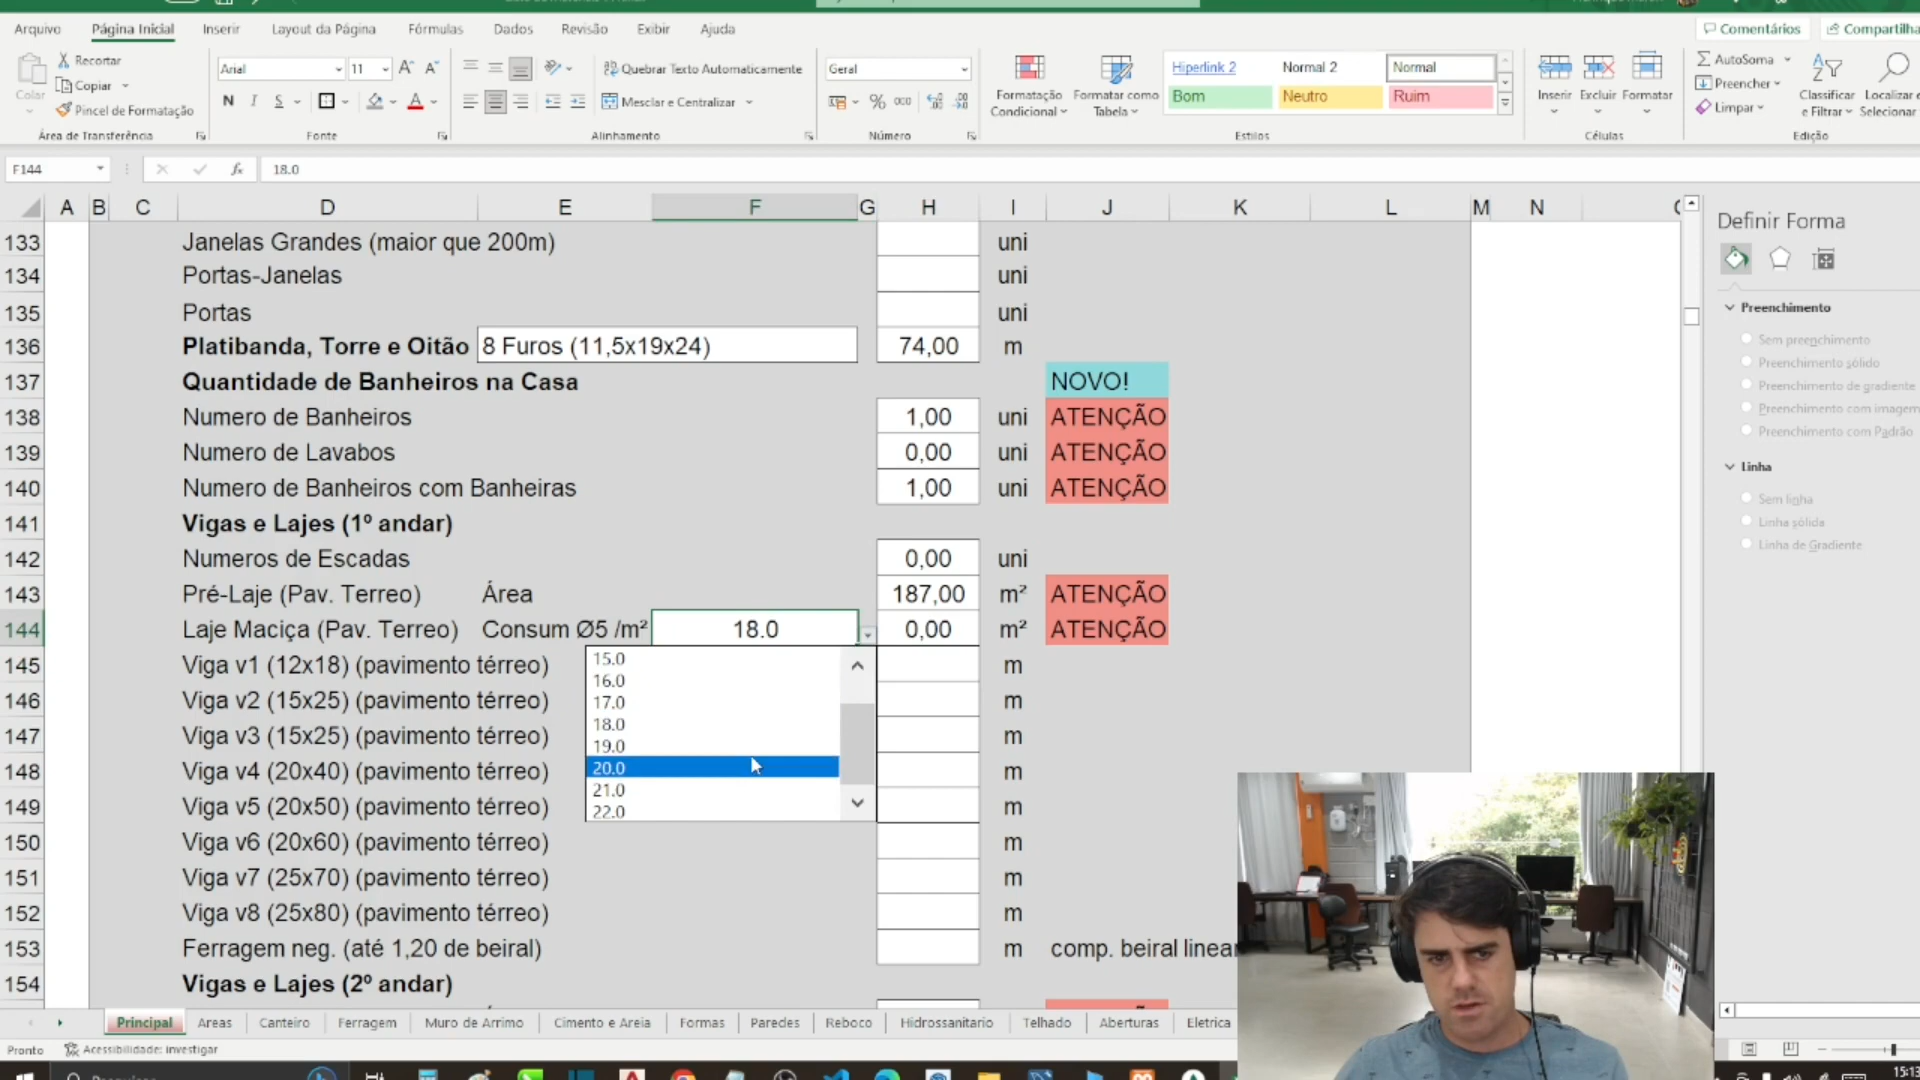 Arquivo Página Inicial Inserir Layout da Página Fórmulas Dados Revisão Exibir Ajuda Comentários Compartilha
Colar Recortar Copiar Pincel de Formatação
Área de Transferência
Arial 11
N I S
Fonte
Quebrar Texto Automaticamente
Mesclar e Centralizar
Alinhamento
Geral
% 000
Número
Formatação Condicional
Formatar como Tabela
Hiperlink 2 Normal 2 Normal
Bom Neutro Ruim
Estilos
Inserir Excluir Formatar
Células
AutoSoma
Preencher
Limpar
Classificar e Filtrar
Localizar e Selecionar
Edição
F144 fx 18.0
A B C D E F G H I J K L M N
133 Janelas Grandes (maior que 200m) uni
134 Portas-Janelas uni
135 Portas uni
136 Platibanda, Torre e Oitão 8 Furos (11,5x19x24) 74,00 m
137 Quantidade de Banheiros na Casa NOVO!
138 Numero de Banheiros 1,00 uni ATENÇÃO
139 Numero de Lavabos 0,00 uni ATENÇÃO
140 Numero de Banheiros com Banheiras 1,00 uni ATENÇÃO
141 Vigas e Lajes (1º andar)
142 Numeros de Escadas 0,00 uni
143 Pré-Laje (Pav. Terreo) Área 187,00 m² ATENÇÃO
144 Laje Maciça (Pav. Terreo) Consum Ø5 /m² 18.0 0,00 m² ATENÇÃO
145 Viga v1 (12x18) (pavimento térreo) m
146 Viga v2 (15x25) (pavimento térreo) m
147 Viga v3 (15x25) (pavimento térreo) m
148 Viga v4 (20x40) (pavimento térreo) m
149 Viga v5 (20x50) (pavimento térreo) m
150 Viga v6 (20x60) (pavimento térreo) m
151 Viga v7 (25x70) (pavimento térreo) m
152 Viga v8 (25x80) (pavimento térreo) m
153 Ferragem neg. (até 1,20 de beiral) m comp. beiral linear
154 Vigas e Lajes (2º andar)
15.0
16.0
17.0
18.0
19.0
20.0
21.0
22.0
Definir Forma
Preenchimento
Sem preenchimento
Preenchimento sólido
Preenchimento de gradiente
Preenchimento com imagem
Preenchimento com Padrão
Linha
Sem linha
Linha sólida
Linha de Gradiente
Principal Areas Canteiro Ferragem Muro de Arrimo Cimento e Areia Formas Paredes Reboco Hidrossanitario Telhado Aberturas Eletrica
Pronto Acessibilidade: investigar
15:13